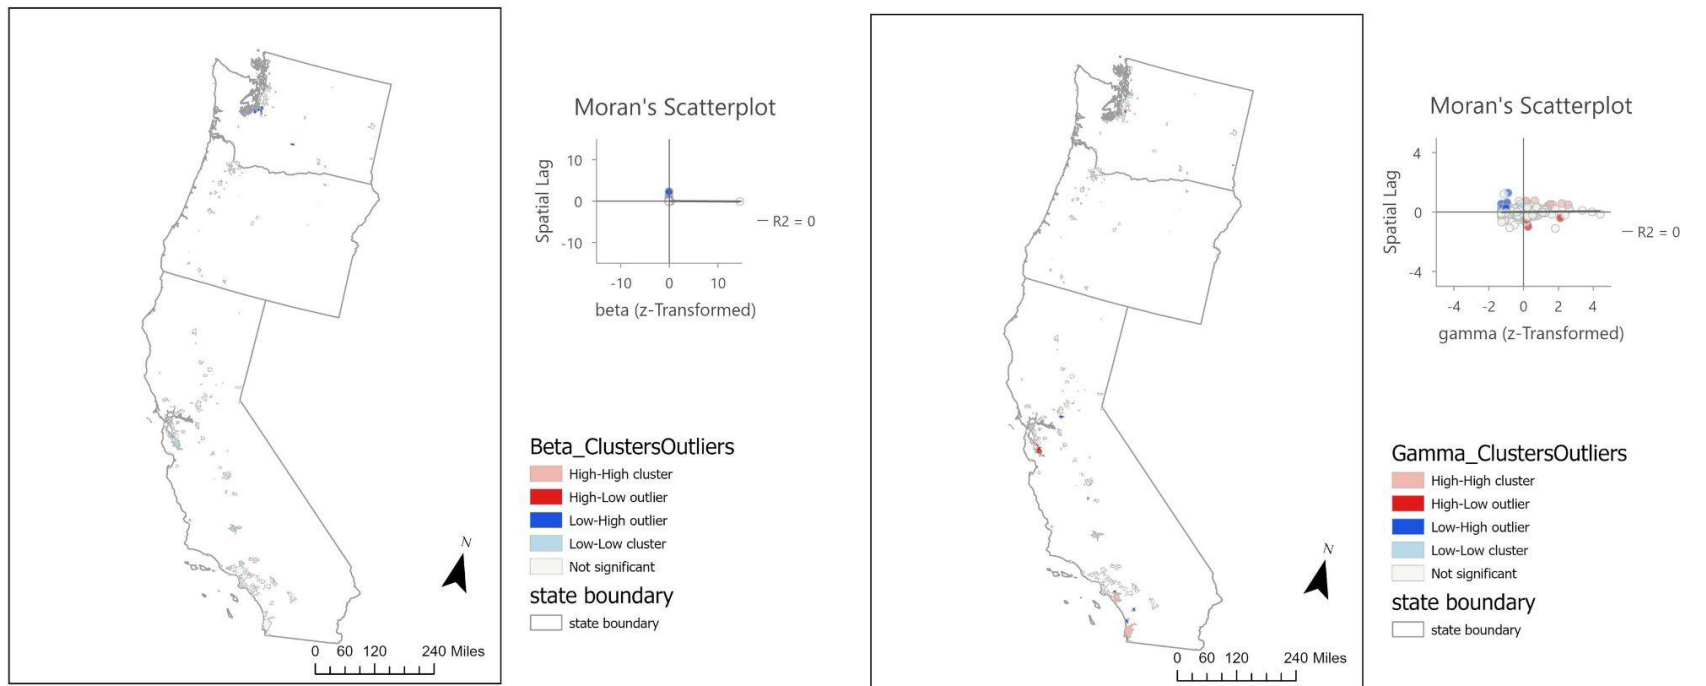 N
0 60 120 240 Miles
Moran's Scatterplot
Spatial Lag
10
0
-10
-10 0 10
beta (z-Transformed)
R2 = 0
Beta_ClustersOutliers
High-High cluster
High-Low outlier
Low-High outlier
Low-Low cluster
Not significant
state boundary
state boundary
N
0 60 120 240 Miles
Moran's Scatterplot
Spatial Lag
4
0
-4
-4 -2 0 2 4
gamma (z-Transformed)
R2 = 0
Gamma_ClustersOutliers
High-High cluster
High-Low outlier
Low-High outlier
Low-Low cluster
Not significant
state boundary
state boundary